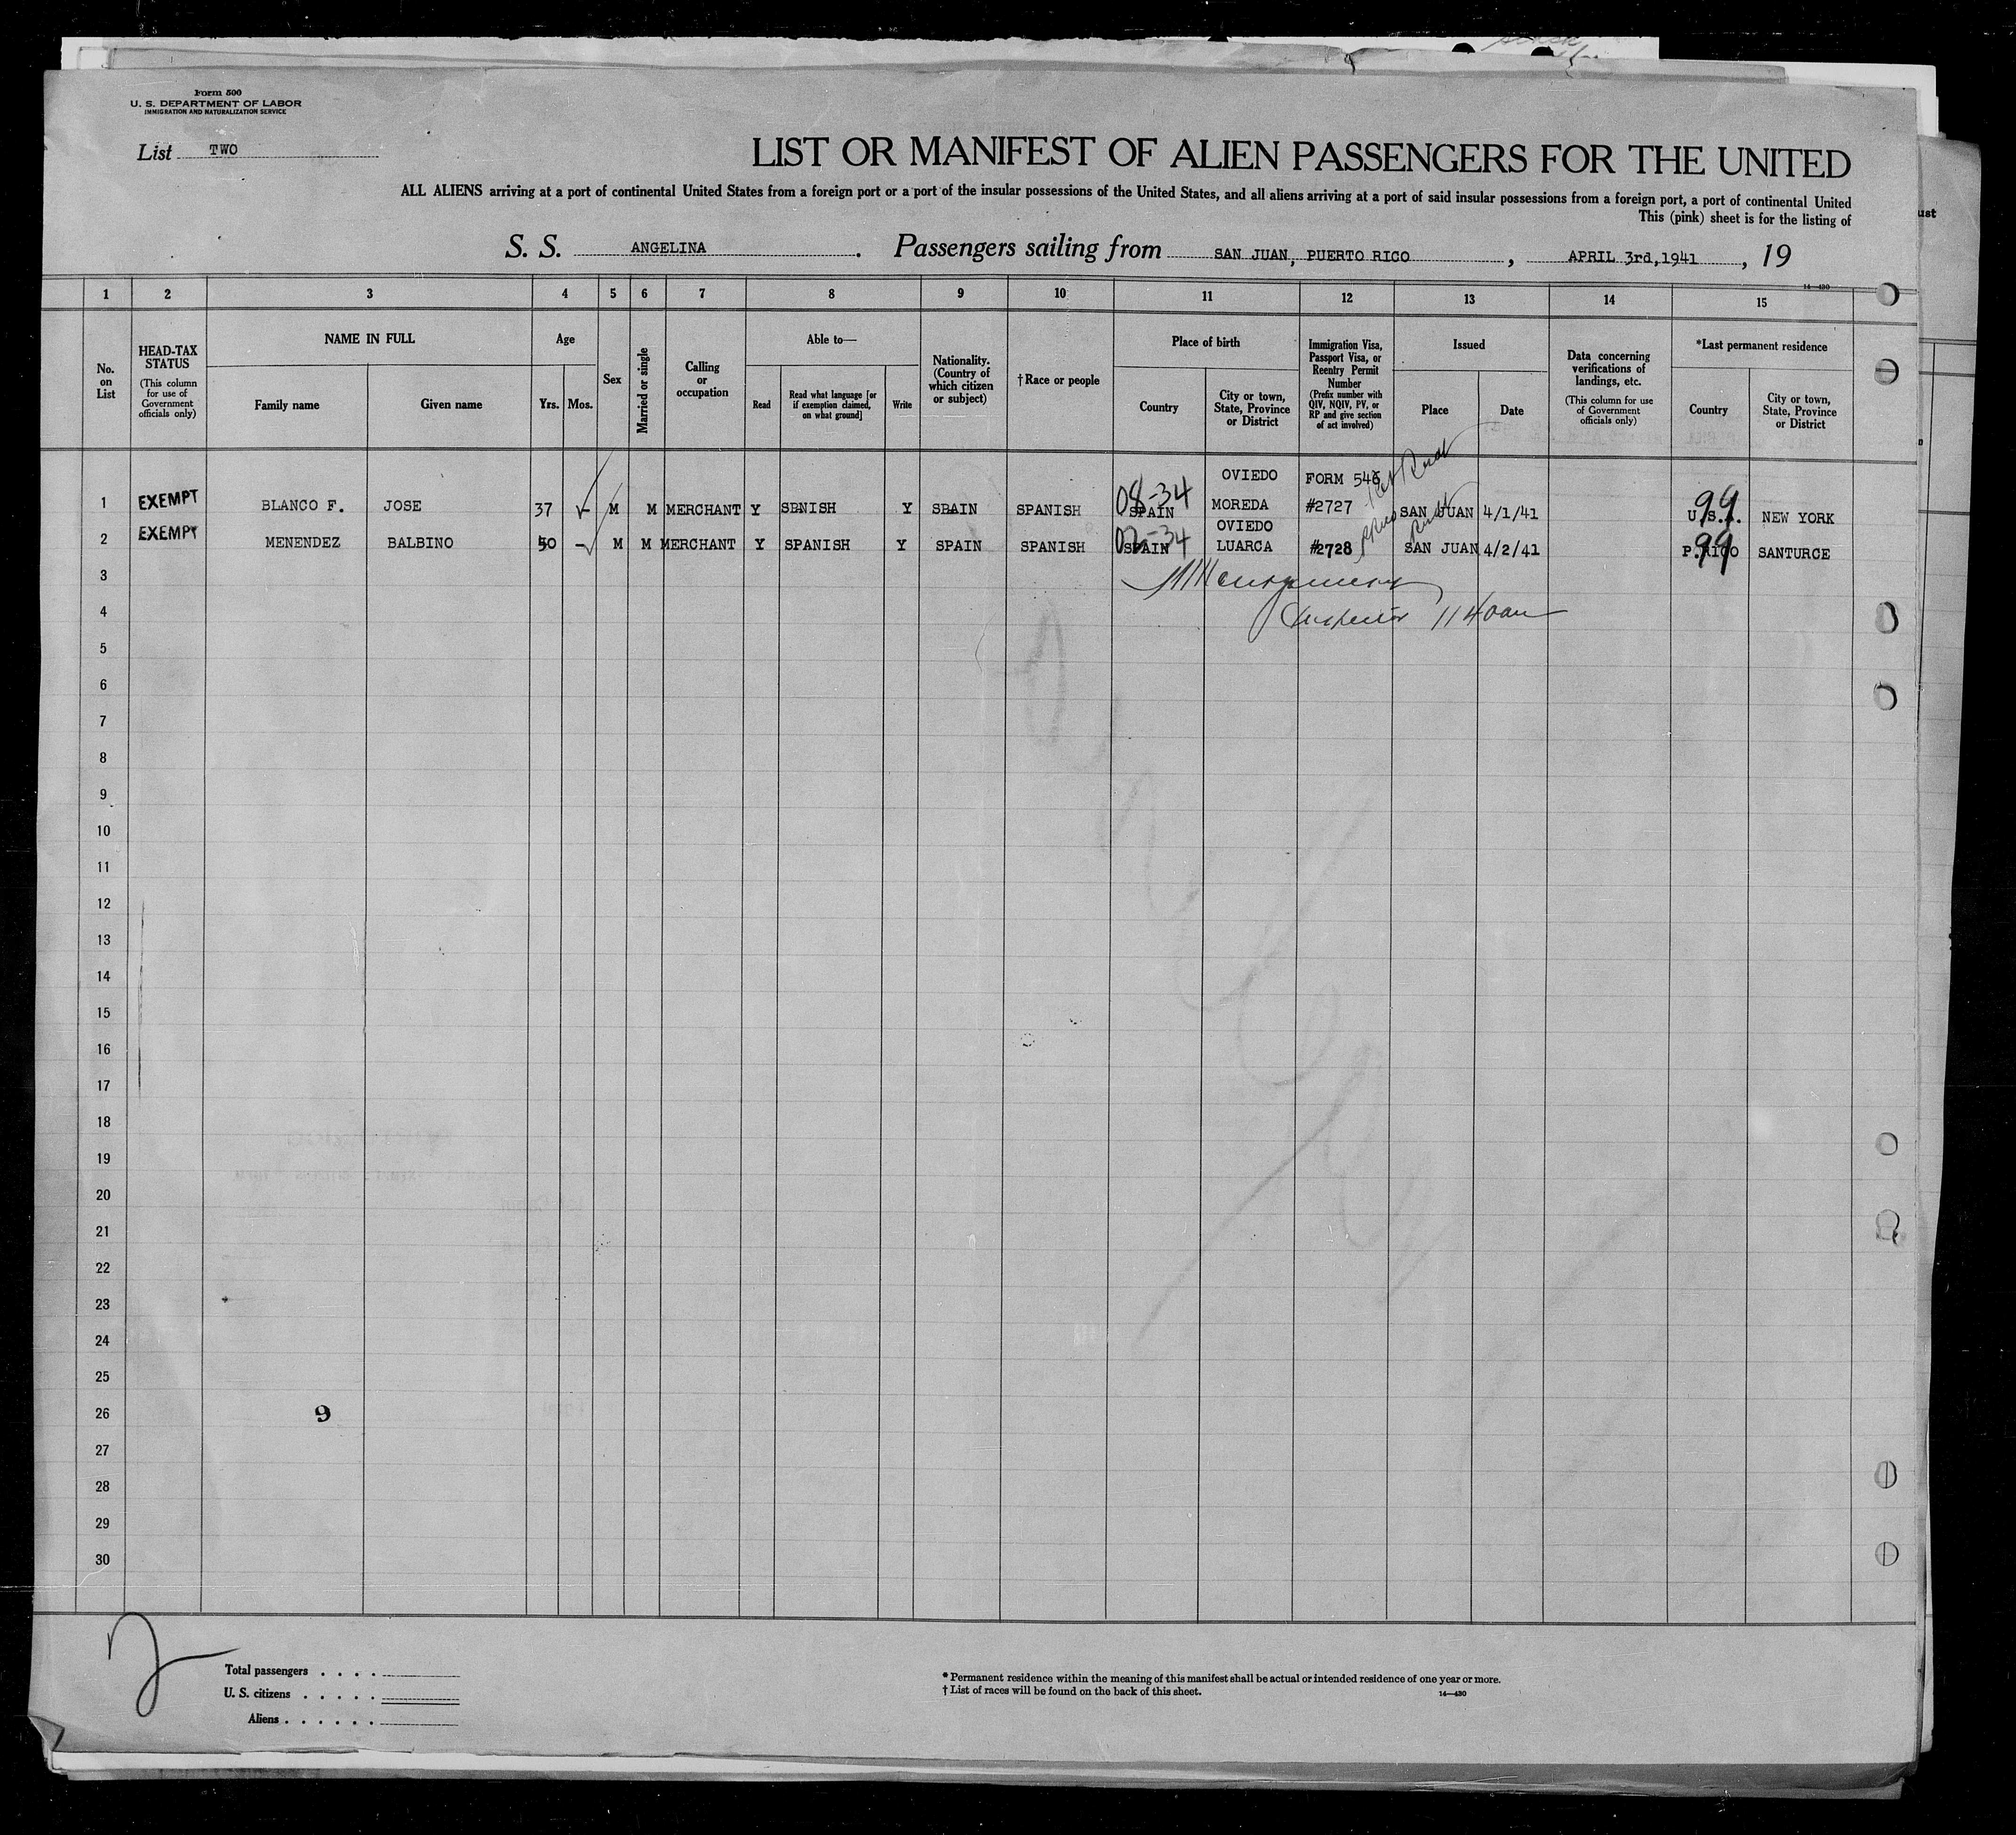 Form 500
U. S. DEPARTMENT OF LABOR
IMMIGRATION AND NATURALIZATION SERVICE
List TWO
LIST OR MANIFEST OF ALIEN PASSENGERS FOR THE UNITED
ALL ALIENS arriving at a port of continental United States from a foreign port or a port of the insular possessions of the United States, and all aliens arriving at a port of said insular possessions from a foreign port, a port of continental United
This (pink) sheet is for the listing of
S. S. ANGELINA . Passengers sailing from SAN JUAN, PUERTO RICO , APRIL 3rd,1941 , 19
14—430
1 2 3 4 5 6 7 8 9 10 11 12 13 14 15
No. on List
HEAD-TAX STATUS
(This column for use of Government officials only)
NAME IN FULL
Family name Given name
Age
Yrs. Mos.
Sex
Married or single
Calling or occupation
Able to—
Read
Read what language [or if exemption claimed, on what ground]
Write
Nationality. (Country of which citizen or subject)
† Race or people
Place of birth
Country
City or town, State, Province or District
Immigration Visa, Passport Visa, or Reentry Permit Number
(Prefix number with QIV, NQIV, PV, or RP and give section of act involved)
Issued
Place Date
Data concerning verifications of landings, etc.
(This column for use of Government officials only)
*Last permanent residence
Country
City or town, State, Province or District
OVIEDO FORM 546
1 EXEMPT BLANCO F. JOSE 37 M M MERCHANT Y SPNISH Y SPAIN SPANISH 08-34 SPAIN MOREDA #2727 SAN JUAN 4/1/41 99 U.S.A. NEW YORK
OVIEDO
2 EXEMPT MENENDEZ BALBINO 50 - M M MERCHANT Y SPANISH Y SPAIN SPANISH SPAIN LUARCA #2728 SAN JUAN 4/2/41 99 P.RICO SANTURCE
3
4 Inspector 11 40am
5
6
7
8
9
10
11
12
13
14
15
16
17
18
19
20
21
22
23
24
25
26 9
27
28
29
30
2
Total passengers . . . .
U. S. citizens . . . . .
Aliens . . . . . .
* Permanent residence within the meaning of this manifest shall be actual or intended residence of one year or more.
† List of races will be found on the back of this sheet. 14—430